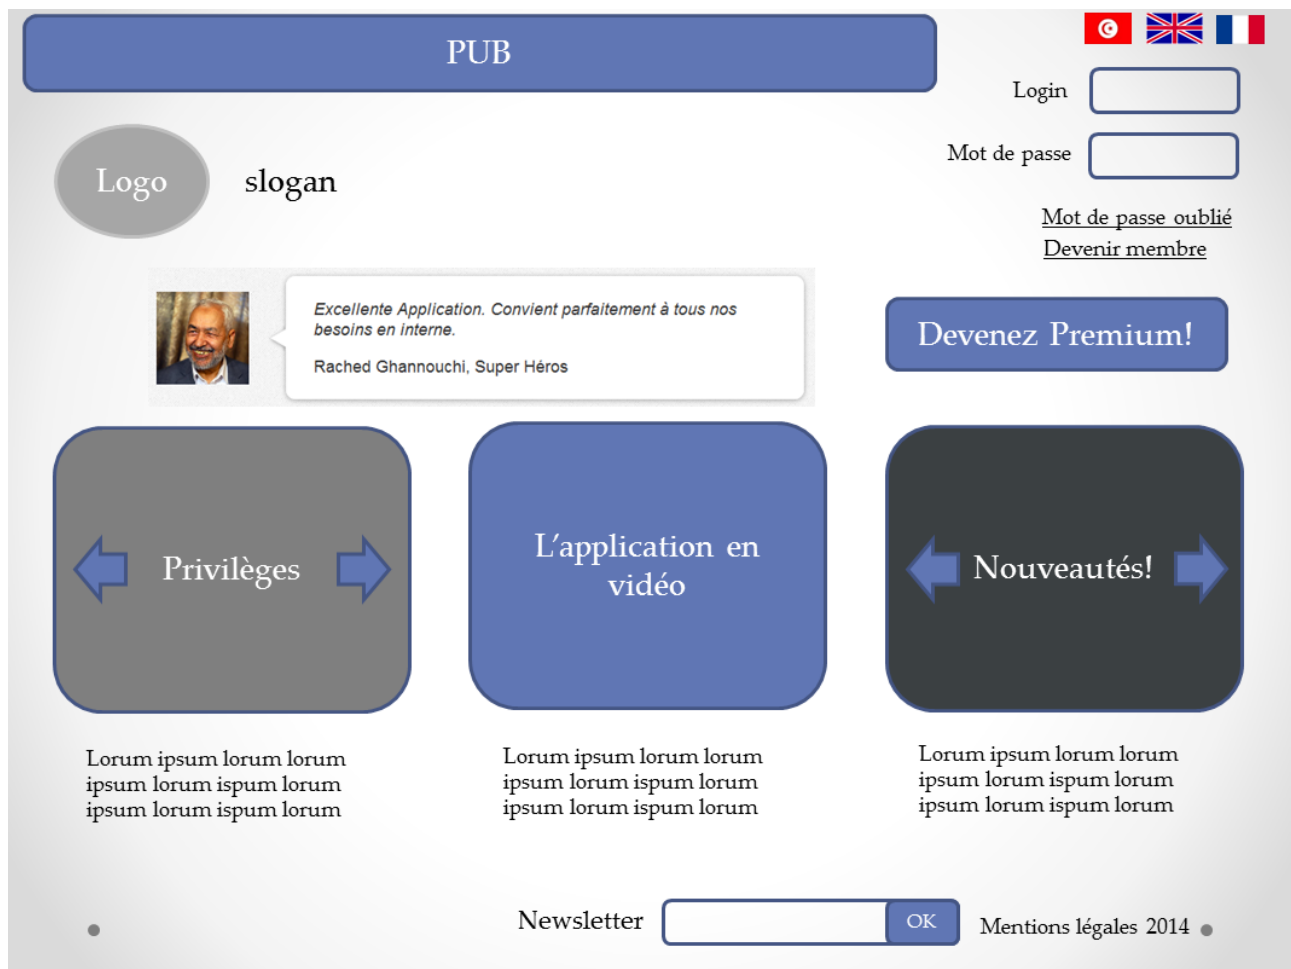 PUB
Login
Mot de passe
Logo
slogan
Mot de passe oublié
Devenir membre
Excellente Application. Convient parfaitement à tous nos
besoins en interne.
Rached Ghannouchi, Super Héros
Devenez Premium!
Privilèges
L'application en
vidéo
Nouveautés!
Lorum ipsum lorum lorum
ipsum lorum ispum lorum
ipsum lorum ispum lorum
Lorum ipsum lorum lorum
ipsum lorum ispum lorum
ipsum lorum ispum lorum
Lorum ipsum lorum lorum
ipsum lorum ispum lorum
ipsum lorum ispum lorum
Newsletter
OK
Mentions légales 2014